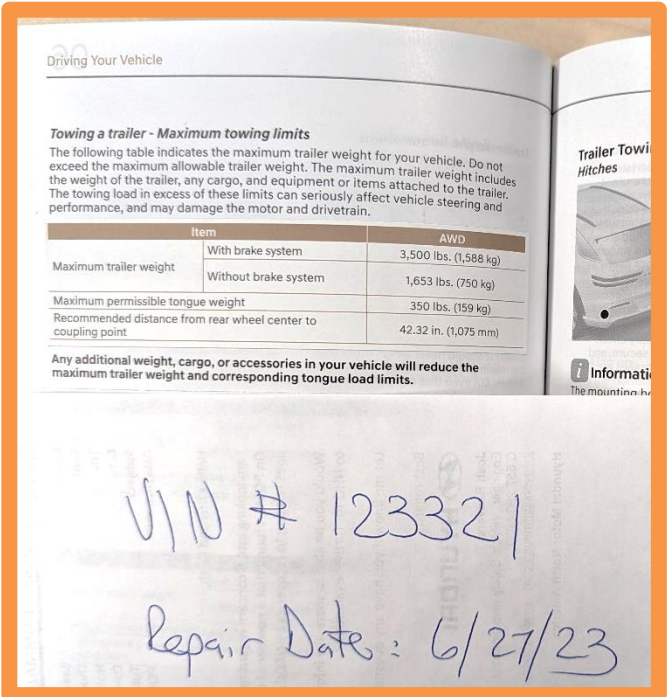 Driving Your Vehicle
Towing a trailer - Maximum towing limits
The following table indicates the maximum trailer weight for your vehicle. Do not
exceed the maximum allowable trailer weight. The maximum trailer weight includes
the weight of the trailer, any cargo, and equipment or items attached to the trailer.
The towing load in excess of these limits can seriously affect vehicle steering and
performance, and may damage the motor and drivetrain.
Item AWD
Maximum trailer weight With brake system 3,500 lbs. (1,588 kg)
Without brake system 1,653 lbs. (750 kg)
Maximum permissible tongue weight 350 lbs. (159 kg)
Recommended distance from rear wheel center to
coupling point 42.32 in. (1,075 mm)
Any additional weight, cargo, or accessories in your vehicle will reduce the
maximum trailer weight and corresponding tongue load limits.
Trailer Towi
Hitches
i Informati
The mounting h
VIN # 123321
Repair Date: 6/27/23